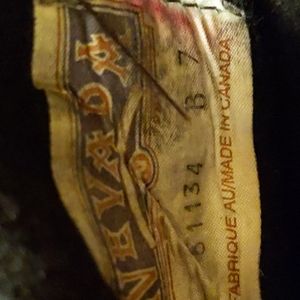 NEVADA
61134 B 7
FABRIQUE AU/MADE IN CANADA